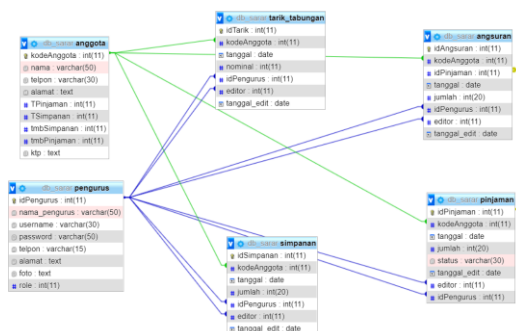 anggota
kodeAnggota : int(11)
nama : varchar(50)
telpon : varchar(30)
alamat : text
TPinjaman : int(11)
TSimpanan : int(11)
tmbSimpanan : int(11)
tmbPinjaman : int(11)
ktp : text
tarik_tabungan
idTarik : int(11)
kodeAnggota : int(11)
tanggal : date
nominal : int(11)
idPengurus : int(11)
editor : int(11)
tanggal_edit : date
angsuran
idAngsuran : int(11)
kodeAnggota : int(11)
idPinjaman : int(11)
tanggal : date
jumlah : int(20)
idPengurus : int(11)
editor : int(11)
tanggal_edit : date
pengurus
idPengurus : int(11)
nama_pengurus : varchar(50)
username : varchar(30)
password : varchar(50)
telpon : varchar(15)
alamat : text
foto : text
role : int(11)
simpanan
idSimpanan : int(11)
kodeAnggota : int(11)
tanggal : date
jumlah : int(20)
idPengurus : int(11)
editor : int(11)
tanggal_edit : date
pinjaman
idPinjaman : int(11)
kodeAnggota : int(11)
tanggal : date
jumlah : int(20)
status : varchar(30)
tanggal_edit : date
editor : int(11)
idPengurus : int(11)